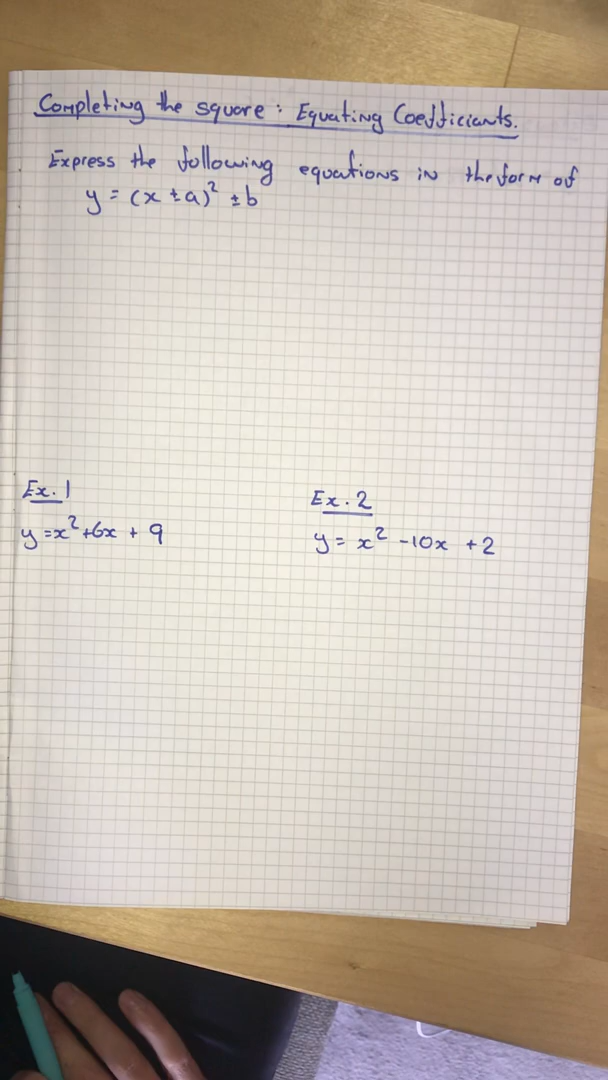 Completing the square : Equating Coefficiants.
Express the following equations in the form of
y = (x ± a)² ± b
Ex. 1
y = x² + 6x + 9
Ex. 2
y = x² - 10x + 2